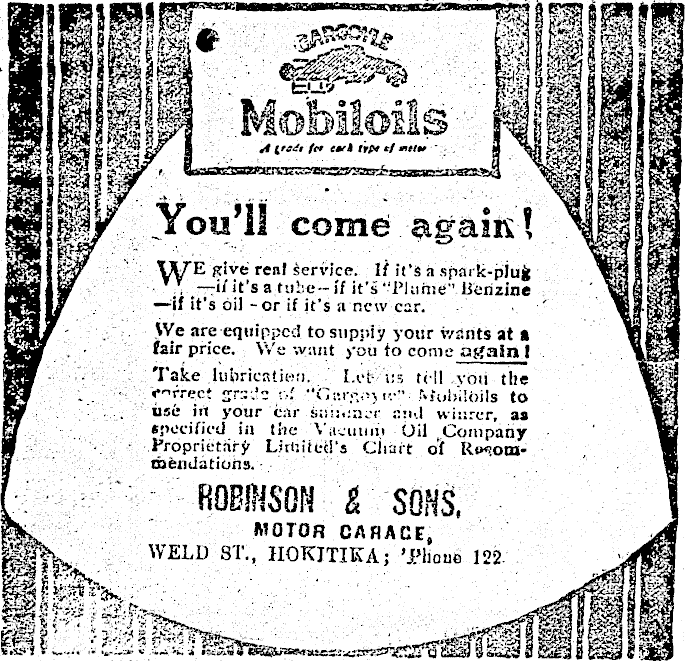 GARGOYLE
Mobiloils
A grade for each type of motor
You'll come again!
WE give real service. If it's a spark-plug
—if it's a tube—if it's "Plume" Benzine
—if it's oil - or if it's a new car.
We are equipped to supply your wants at a
fair price. We want you to come again!
Take lubrication. Let us tell you the
correct grade of "Gargoyle" Mobiloils to
use in your car summer and winter, as
specified in the Vacuum Oil Company
Proprietary Limited's Chart of Recom-
mendations.
ROBINSON & SONS,
MOTOR GARAGE,
WELD ST., HOKITIKA; 'Phone 122.